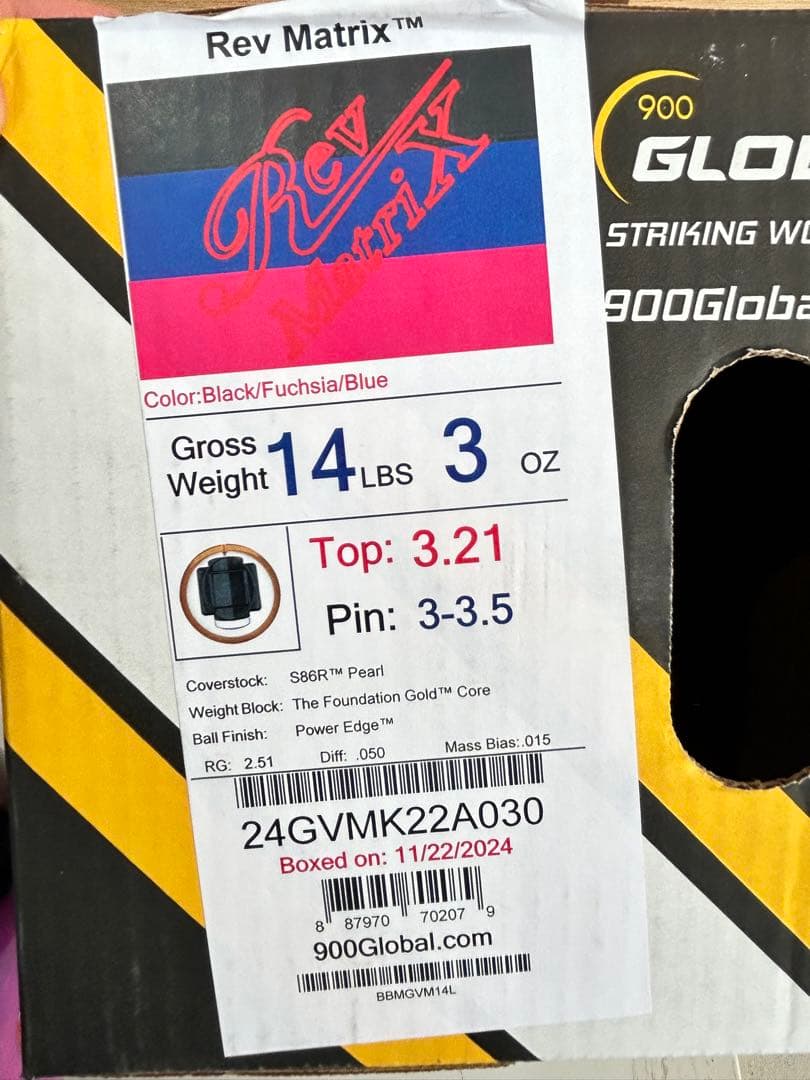 Rev Matrix™
Rev
Matrix
Color:Black/Fuchsia/Blue
Gross Weight 14 LBS 3 OZ
Top: 3.21
Pin: 3-3.5
Coverstock: S86R™ Pearl
Weight Block: The Foundation Gold™ Core
Ball Finish: Power Edge™
RG: 2.51 Diff: .050 Mass Bias:.015
24GVMK22A030
Boxed on: 11/22/2024
8 87970 70207 9
900Global.com
BBMGVM14L
900
STRIKING